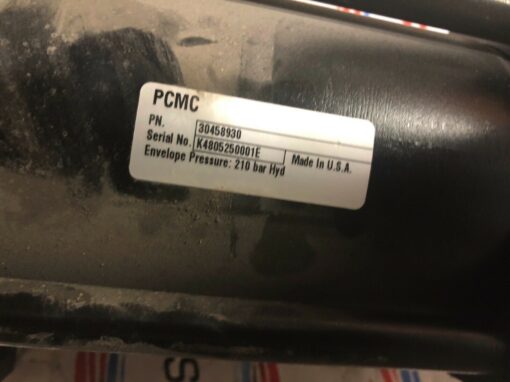 PCMC
PN. 30458930
Serial No. K4805250001E Made In U.S.A.
Envelope Pressure: 210 bar Hyd
S